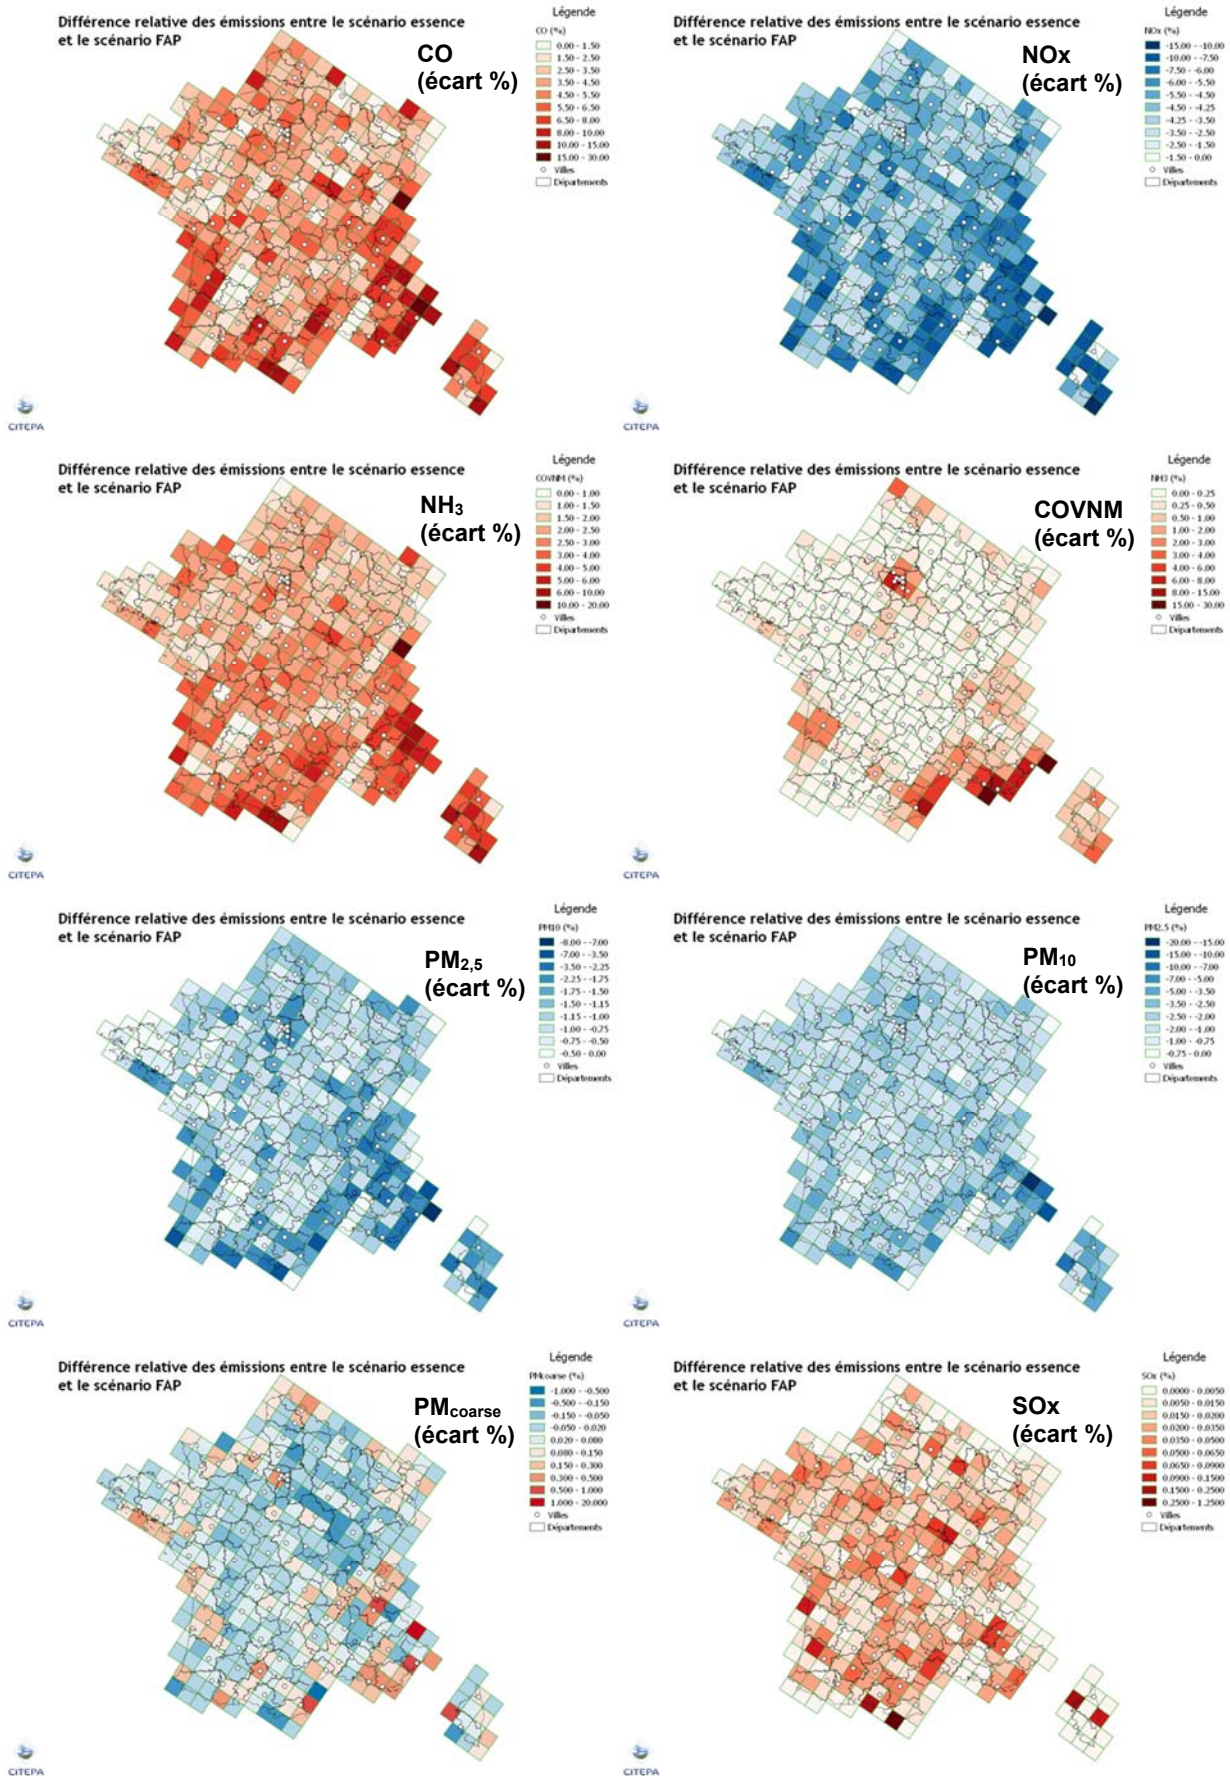 Différence relative des émissions entre le scénario essence
et le scénario FAP
CO
(écart %)
Légende
CO (%)
0.00 - 1.50
1.50 - 2.50
2.50 - 3.50
3.50 - 4.50
4.50 - 5.50
5.50 - 6.50
6.50 - 8.00
8.00 - 10.00
10.00 - 15.00
15.00 - 30.00
Villes
Départements
CITEPA
Différence relative des émissions entre le scénario essence
et le scénario FAP
NOx
(écart %)
Légende
NOx (%)
-15.00 - -10.00
-10.00 - -7.50
-7.50 - -6.00
-6.00 - -5.50
-5.50 - -4.50
-4.50 - -4.25
-4.25 - -3.50
-3.50 - -2.50
-2.50 - -1.50
-1.50 - 0.00
Villes
Départements
CITEPA
Différence relative des émissions entre le scénario essence
et le scénario FAP
NH3
(écart %)
Légende
COVNM (%)
0.00 - 1.00
1.00 - 1.50
1.50 - 2.00
2.00 - 2.50
2.50 - 3.00
3.00 - 4.00
4.00 - 5.00
5.00 - 6.00
6.00 - 10.00
10.00 - 20.00
Villes
Départements
CITEPA
Différence relative des émissions entre le scénario essence
et le scénario FAP
COVNM
(écart %)
Légende
NH3 (%)
0.00 - 0.25
0.25 - 0.50
0.50 - 1.00
1.00 - 2.00
2.00 - 3.00
3.00 - 4.00
4.00 - 6.00
6.00 - 8.00
8.00 - 15.00
15.00 - 30.00
Villes
Départements
CITEPA
Différence relative des émissions entre le scénario essence
et le scénario FAP
PM2,5
(écart %)
Légende
PM10 (%)
-8.00 - -7.00
-7.00 - -3.50
-3.50 - -2.25
-2.25 - -1.75
-1.75 - -1.50
-1.50 - -1.15
-1.15 - -1.00
-1.00 - -0.75
-0.75 - -0.50
-0.50 - 0.00
Villes
Départements
CITEPA
Différence relative des émissions entre le scénario essence
et le scénario FAP
PM10
(écart %)
Légende
PM2.5 (%)
-20.00 - -15.00
-15.00 - -10.00
-10.00 - -7.00
-7.00 - -5.00
-5.00 - -3.50
-3.50 - -2.50
-2.50 - -2.00
-2.00 - -1.00
-1.00 - -0.75
-0.75 - 0.00
Villes
Départements
CITEPA
Différence relative des émissions entre le scénario essence
et le scénario FAP
PMcoarse
(écart %)
Légende
PMcoarse (%)
-1.000 - -0.500
-0.500 - -0.150
-0.150 - -0.050
-0.050 - -0.020
0.020 - 0.080
0.080 - 0.150
0.150 - 0.300
0.300 - 0.500
0.500 - 1.000
1.000 - 20.000
Villes
Départements
CITEPA
Différence relative des émissions entre le scénario essence
et le scénario FAP
SOx
(écart %)
Légende
SOx (%)
0.0000 - 0.0050
0.0050 - 0.0150
0.0150 - 0.0200
0.0200 - 0.0350
0.0350 - 0.0500
0.0500 - 0.0650
0.0650 - 0.0900
0.0900 - 0.1500
0.1500 - 0.2500
0.2500 - 1.2500
Villes
Départements
CITEPA